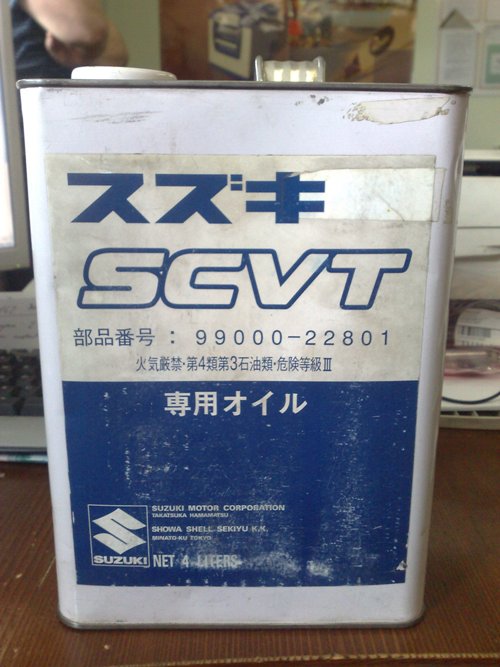 スズキ
SCVT
部品番号：99000-22801
火気厳禁・第4類第3石油類・危険等級Ⅲ
専用オイル
SUZUKI MOTOR CORPORATION
TAKATSUKA HAMAMATSU
SHOWA SHELL SEKIYU K.K.
MINATO-KU TOKYO
SUZUKI
NET 4 LITERS